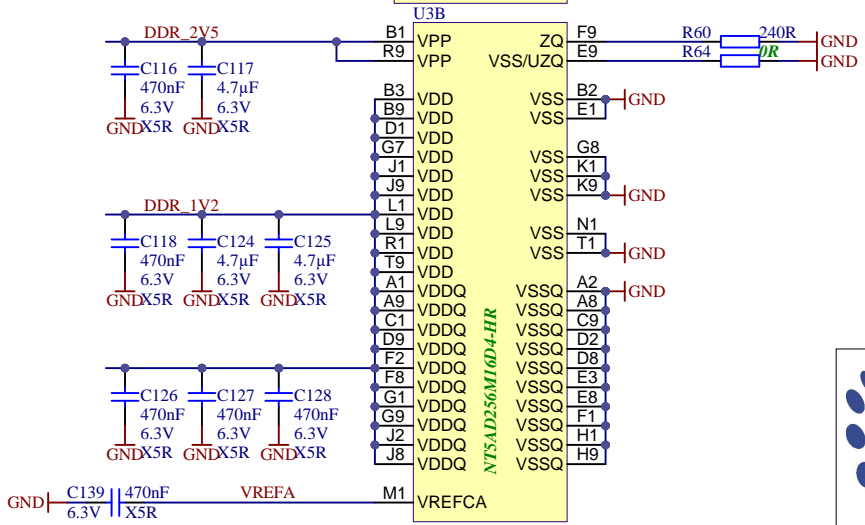 U3B
DDR_2V5
B1 VPP ZQ F9 R60 240R GND
R9 VPP VSS/UZQ E9 R64 0R GND
C116 C117
470nF 4.7µF
6.3V 6.3V
GND X5R GND X5R
B3 VDD VSS B2 GND
B9 VDD VSS E1
D1 VDD
G7 VDD VSS G8
J1 VDD VSS K1
J9 VDD VSS K9 GND
DDR_1V2
L1 VDD
L9 VDD VSS N1
R1 VDD VSS T1 GND
T9 VDD
C118 C124 C125
470nF 4.7µF 4.7µF
6.3V 6.3V 6.3V
GND X5R GND X5R GND X5R
A1 VDDQ VSSQ A2 GND
A9 VDDQ VSSQ A8
C1 VDDQ VSSQ C9
D9 VDDQ VSSQ D2
F2 VDDQ VSSQ D8
F8 VDDQ VSSQ E3
G1 VDDQ VSSQ E8
G9 VDDQ VSSQ F1
J2 VDDQ VSSQ H1
J8 VDDQ VSSQ H9
NT5AD256M16D4-HR
C126 C127 C128
470nF 470nF 470nF
6.3V 6.3V 6.3V
GND X5R GND X5R GND X5R
GND C139 470nF VREFA M1 VREFCA
6.3V X5R